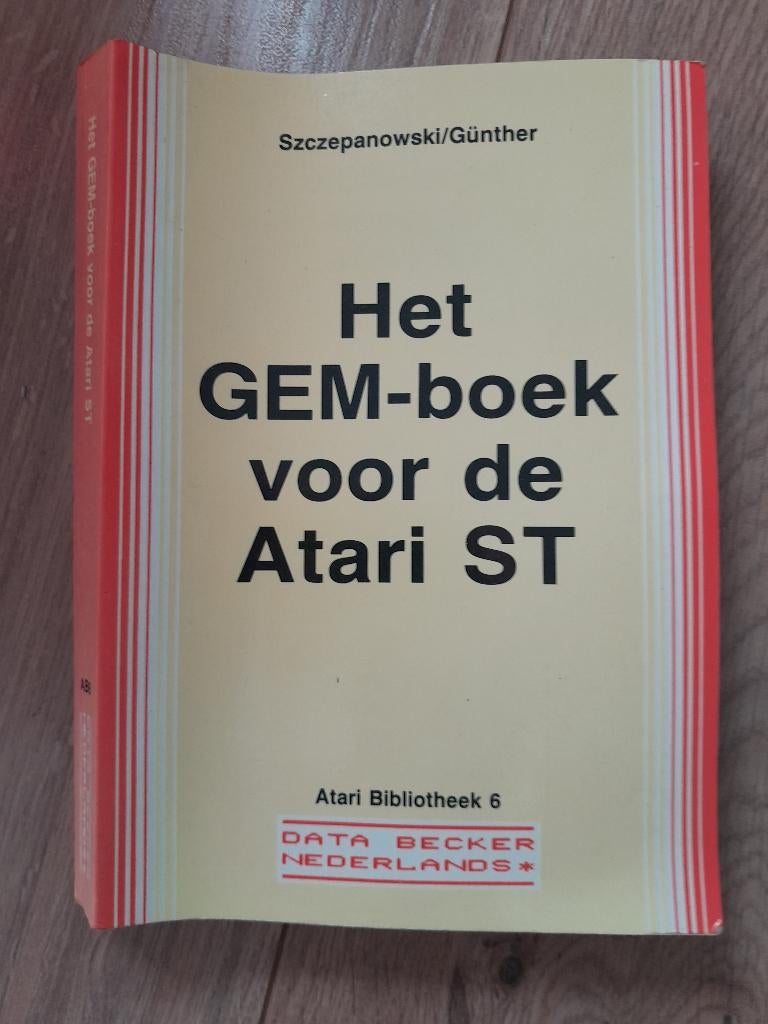 Szczepanowski/Günther
Het
GEM-boek
voor de
Atari ST
Atari Bibliotheek 6
DATA BECKER
NEDERLANDS*
Het GEM-boek voor de Atari ST